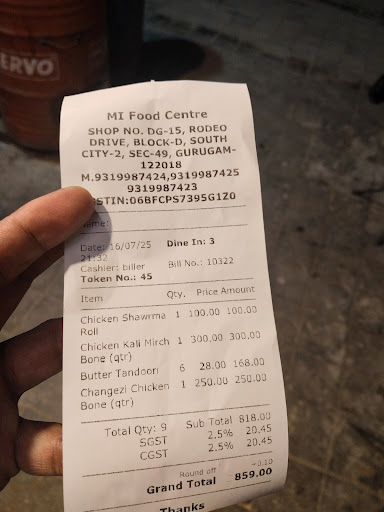 ERVO
MI Food Centre
SHOP NO. DG-15, RODEO
DRIVE, BLOCK-D, SOUTH
CITY-2, SEC-49, GURUGAM-
122018
M.9319987424,9319987425
9319987423
STIN:06BFCPS7395G1Z0
Date: 16/07/25 Dine In: 3
21:32
Cashier: biller Bill No.: 10322
Token No.: 45
Item Qty. Price Amount
Chicken Shawrma 1 100.00 100.00
Roll
Chicken Kali Mirch 1 300.00 300.00
Bone (qtr)
Butter Tandoori 6 28.00 168.00
Changezi Chicken 1 250.00 250.00
Bone (qtr)
Total Qty: 9 Sub Total 818.00
SGST 2.5% 20.45
CGST 2.5% 20.45
Round off +0.10
Grand Total 859.00
Thanks